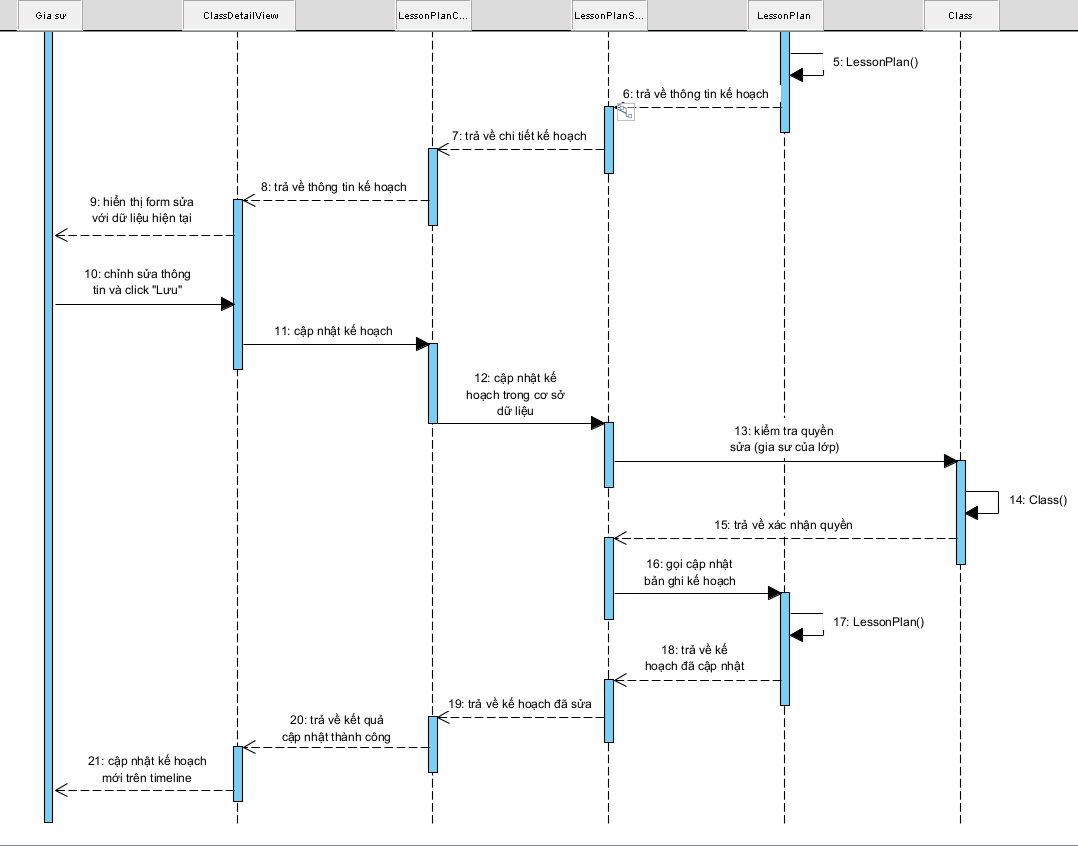 Gia sư
ClassDetailView
LessonPlanC...
LessonPlanS...
LessonPlan
Class
5: LessonPlan()
6: trả về thông tin kế hoạch
7: trả về chi tiết kế hoạch
8: trả về thông tin kế hoạch
9: hiển thị form sửa
với dữ liệu hiện tại
10: chỉnh sửa thông
tin và click "Lưu"
11: cập nhật kế hoạch
12: cập nhật kế
hoạch trong cơ sở
dữ liệu
13: kiểm tra quyền
sửa (gia sư của lớp)
14: Class()
15: trả về xác nhận quyền
16: gọi cập nhật
bản ghi kế hoạch
17: LessonPlan()
18: trả về kế
hoạch đã cập nhật
19: trả về kế hoạch đã sửa
20: trả về kết quả
cập nhật thành công
21: cập nhật kế hoạch
mới trên timeline